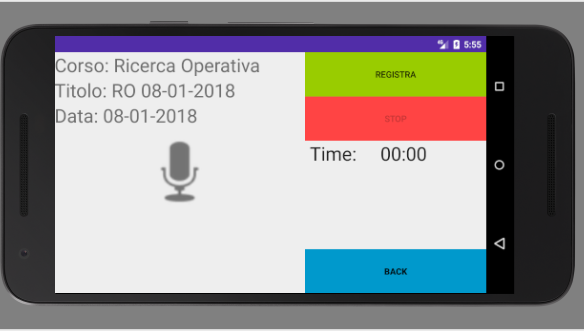 5:55
Corso: Ricerca Operativa
Titolo: RO 08-01-2018
Data: 08-01-2018
REGISTRA
STOP
Time: 00:00
BACK